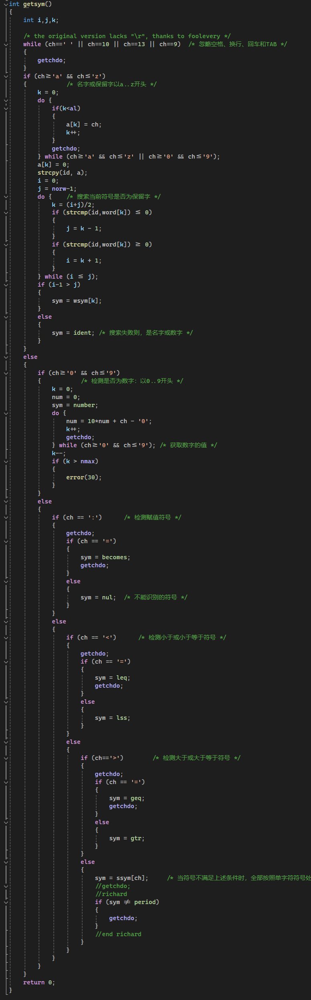 int getsym()
{
    int i,j,k;

    /* the original version lacks "\r", thanks to foolevery */
    while (ch==' ' || ch==10 || ch==13 || ch==9)  /* 忽略空格、换行、回车和TAB */
    {
        getchdo;
    }
    if (ch≥'a' && ch≤'z')
    {           /* 名字或保留字以a..z开头 */
        k = 0;
        do {
            if(k<al)
            {
                a[k] = ch;
                k++;
            }
            getchdo;
        } while (ch≥'a' && ch≤'z' || ch≥'0' && ch≤'9');
        a[k] = 0;
        strcpy(id, a);
        i = 0;
        j = norw-1;
        do {    /* 搜索当前符号是否为保留字 */
            k = (i+j)/2;
            if (strcmp(id,word[k]) ≤ 0)
            {
                j = k - 1;
            }
            if (strcmp(id,word[k]) ≥ 0)
            {
                i = k + 1;
            }
        } while (i ≤ j);
        if (i-1 > j)
        {
            sym = wsym[k];
        }
        else
        {
            sym = ident; /* 搜索失败则，是名字或数字 */
        }
    }
    else
    {
        if (ch≥'0' && ch≤'9')
        {           /* 检测是否为数字：以0..9开头 */
            k = 0;
            num = 0;
            sym = number;
            do {
                num = 10*num + ch - '0';
                k++;
                getchdo;
            } while (ch≥'0' && ch≤'9'); /* 获取数字的值 */
            k--;
            if (k > nmax)
            {
                error(30);
            }
        }
        else
        {
            if (ch == ':')      /* 检测赋值符号 */
            {
                getchdo;
                if (ch == '=')
                {
                    sym = becomes;
                    getchdo;
                }
                else
                {
                    sym = nul;  /* 不能识别的符号 */
                }
            }
            else
            {
                if (ch == '<')      /* 检测小于或小于等于符号 */
                {
                    getchdo;
                    if (ch == '=')
                    {
                        sym = leq;
                        getchdo;
                    }
                    else
                    {
                        sym = lss;
                    }
                }
                else
                {
                    if (ch=='>')        /* 检测大于或大于等于符号 */
                    {
                        getchdo;
                        if (ch == '=')
                        {
                            sym = geq;
                            getchdo;
                        }
                        else
                        {
                            sym = gtr;
                        }
                    }
                    else
                    {
                        sym = ssym[ch];     /* 当符号不满足上述条件时，全部按照单字符符号处
                        //getchdo;
                        //richard
                        if (sym ≠ period)
                        {
                            getchdo;
                        }
                        //end richard
                    }
                }
            }
        }
    }
    return 0;
}